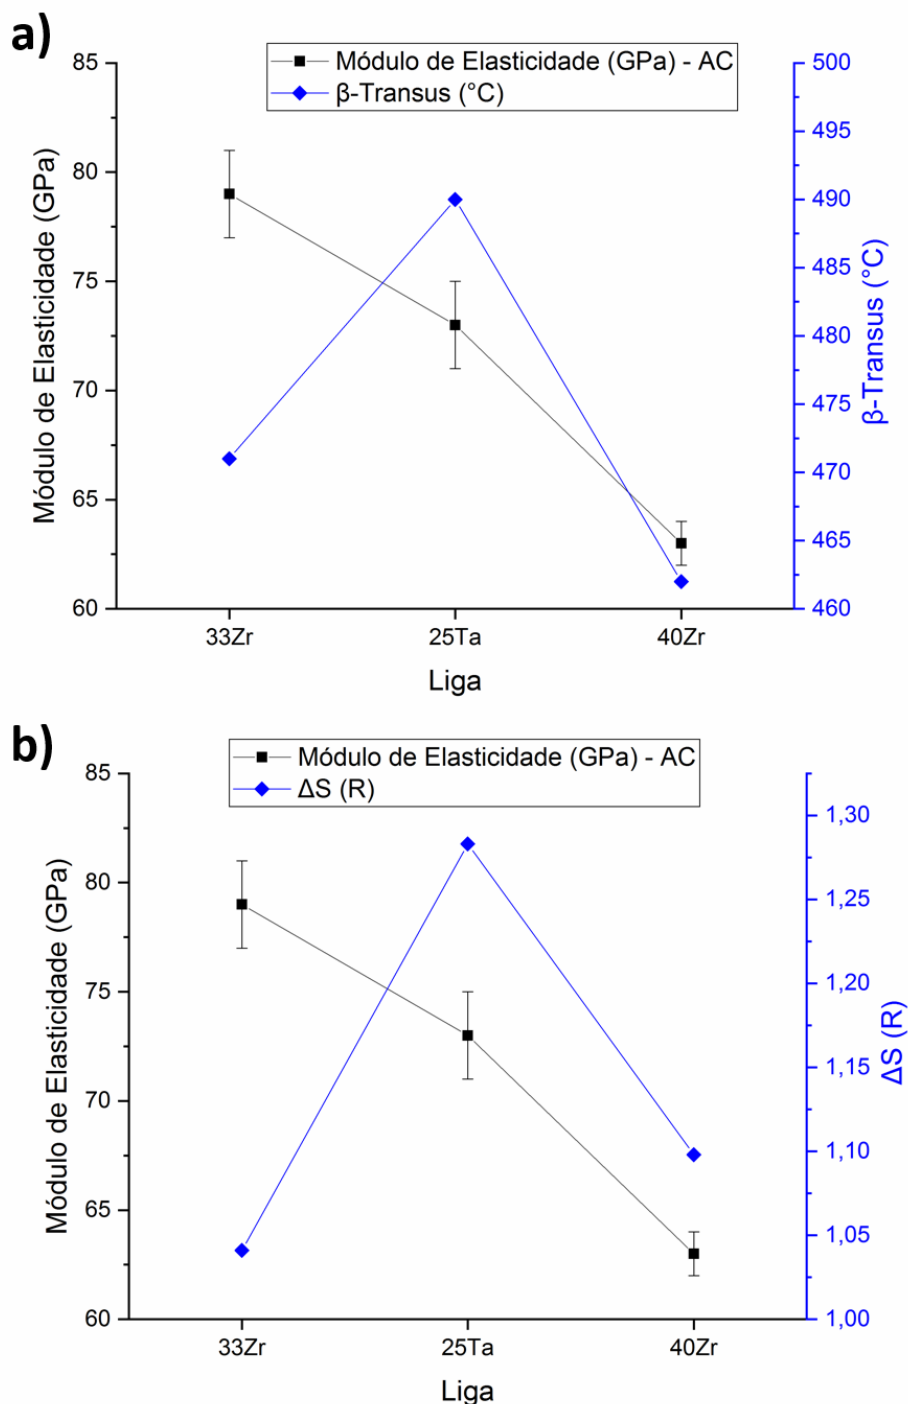 a)
Módulo de Elasticidade (GPa) - AC
β-Transus (°C)
85
80
75
70
65
60
Módulo de Elasticidade (GPa)
500
495
490
485
480
475
470
465
460
β-Transus (°C)
33Zr
25Ta
40Zr
Liga
b)
Módulo de Elasticidade (GPa) - AC
ΔS (R)
85
80
75
70
65
60
Módulo de Elasticidade (GPa)
1,30
1,25
1,20
1,15
1,10
1,05
1,00
ΔS (R)
33Zr
25Ta
40Zr
Liga